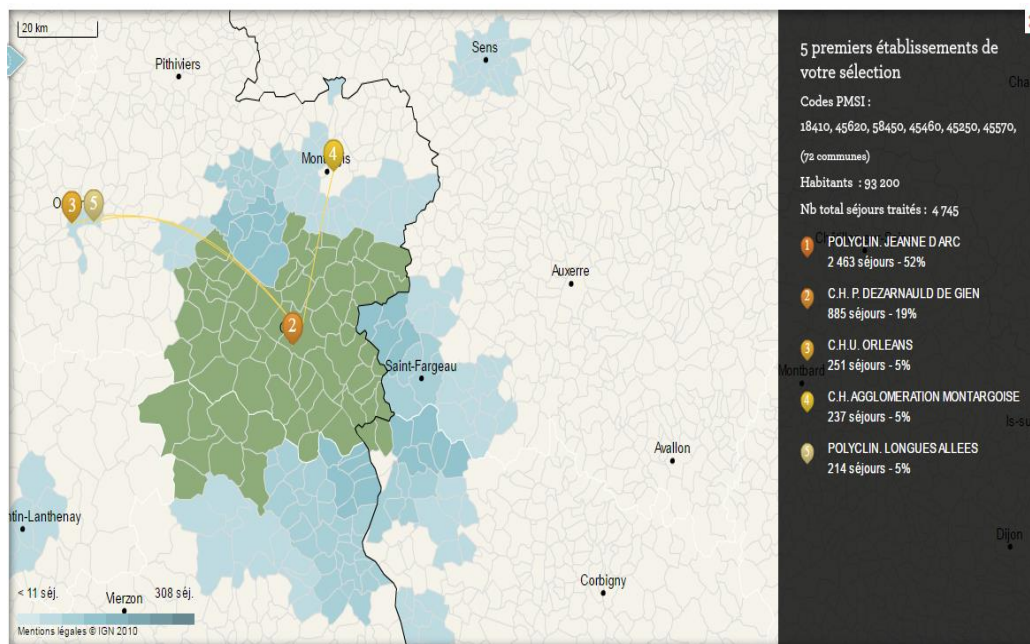 20 km
Pithiviers
Sens
Auxerre
Saint-Fargeau
Avallon
Corbigny
Vierzon
tin-Lanthenay
Montbard
Dijon
Is-su
Cha
3
5
4
2
< 11 séj.
308 séj.
Mentions légales © IGN 2010
5 premiers établissements de
votre sélection
Codes PMSI :
18410, 45620, 58450, 45460, 45250, 45570,
(72 communes)
Habitants : 93 200
Nb total séjours traités : 4 745
1
POLYCLIN. JEANNE D ARC
2 463 séjours - 52%
2
C.H. P. DEZARNAULD DE GIEN
885 séjours - 19%
3
C.H.U. ORLEANS
251 séjours - 5%
4
C.H. AGGLOMERATION MONTARGOISE
237 séjours - 5%
5
POLYCLIN. LONGUES ALLEES
214 séjours - 5%